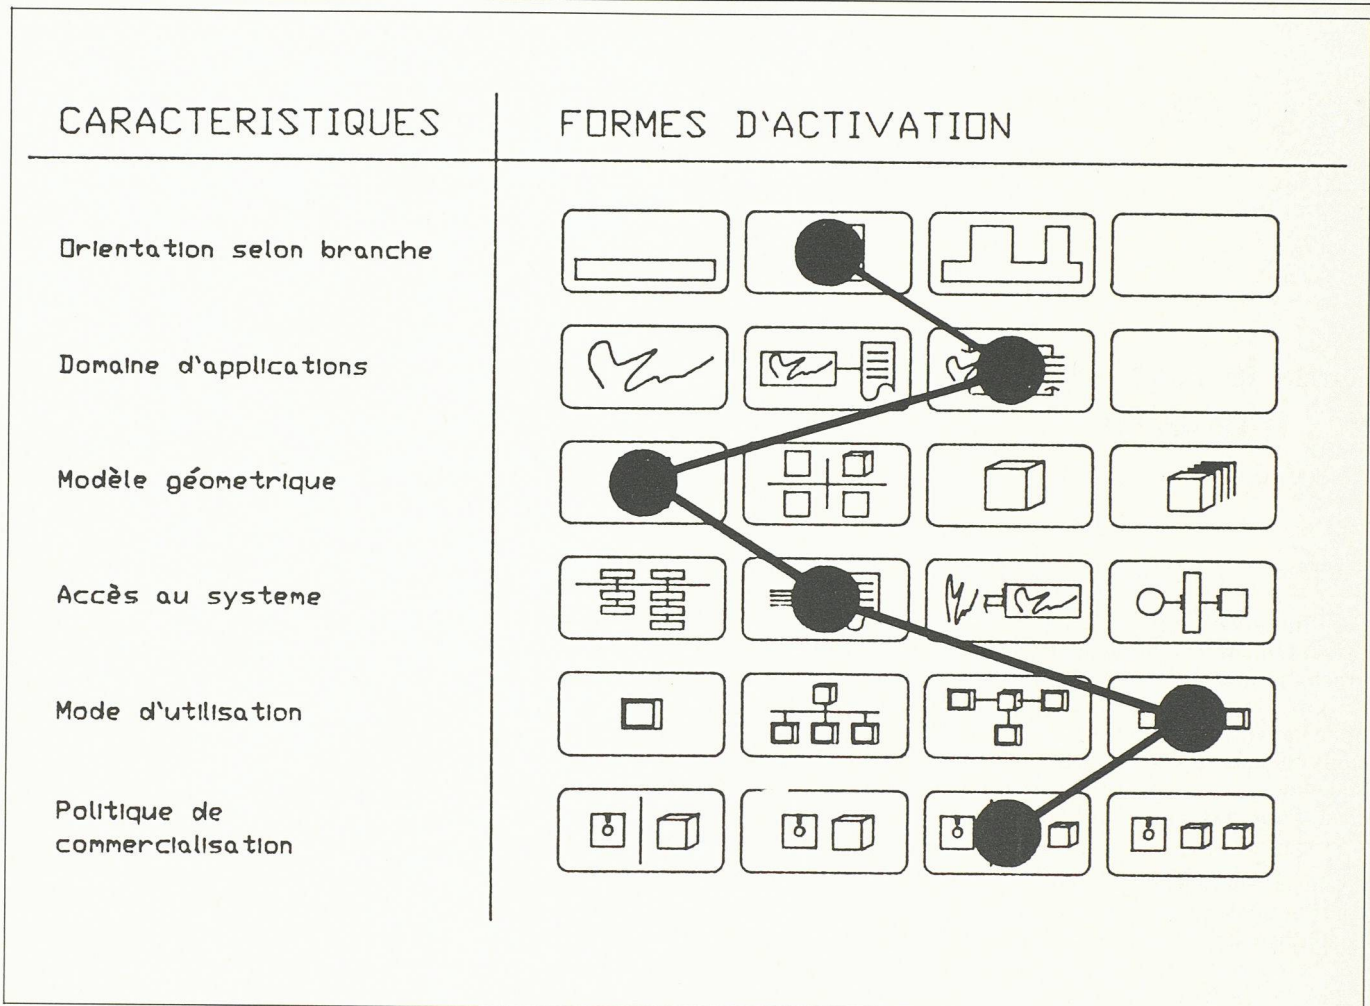 CARACTERISTIQUES
FORMES D'ACTIVATION
Orientation selon branche
Domaine d'applications
Modèle géometrique
Accès au systeme
Mode d'utilisation
Politique de
commercialisation